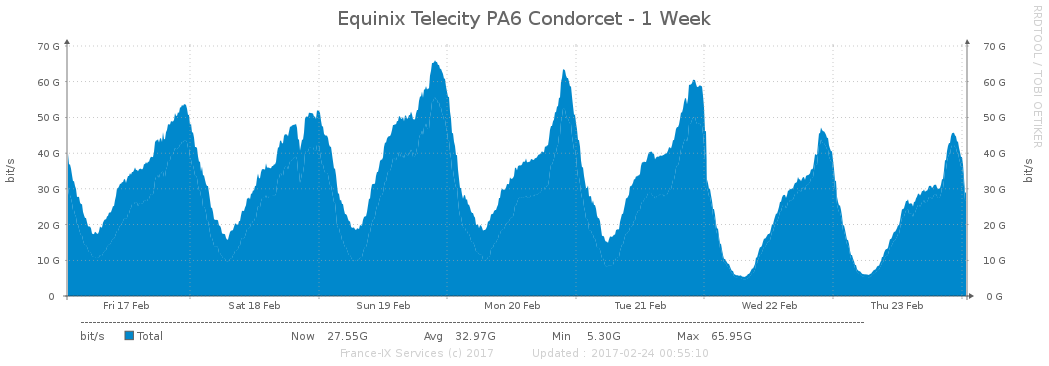 Equinix Telecity PA6 Condorcet - 1 Week
RRDTOOL / TOBI OETIKER
70 G 70 G
60 G 60 G
50 G 50 G
40 G 40 G
30 G 30 G
20 G 20 G
10 G 10 G
0 0 G
bit/s bit/s
Fri 17 Feb Sat 18 Feb Sun 19 Feb Mon 20 Feb Tue 21 Feb Wed 22 Feb Thu 23 Feb
bit/s Total Now 27.55G Avg 32.97G Min 5.30G Max 65.95G
France-IX Services (c) 2017 Updated : 2017-02-24 00:55:10